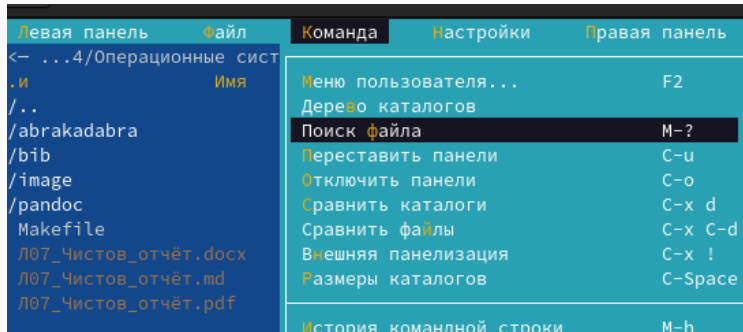 Левая панель Файл Команда Настройки Правая панель
<— ...4/Операционные сист
.и Имя
/..
/abrakadabra
/bib
/image
/pandoc
Makefile
Л07_Чистов_отчёт.docx
Л07_Чистов_отчёт.md
Л07_Чистов_отчёт.pdf
Меню пользователя... F2
Дерево каталогов
Поиск файла M-?
Переставить панели C-u
Отключить панели C-o
Сравнить каталоги C-x d
Сравнить файлы C-x C-d
Внешняя панелизация C-x !
Размеры каталогов C-Space
История командной строки M-h